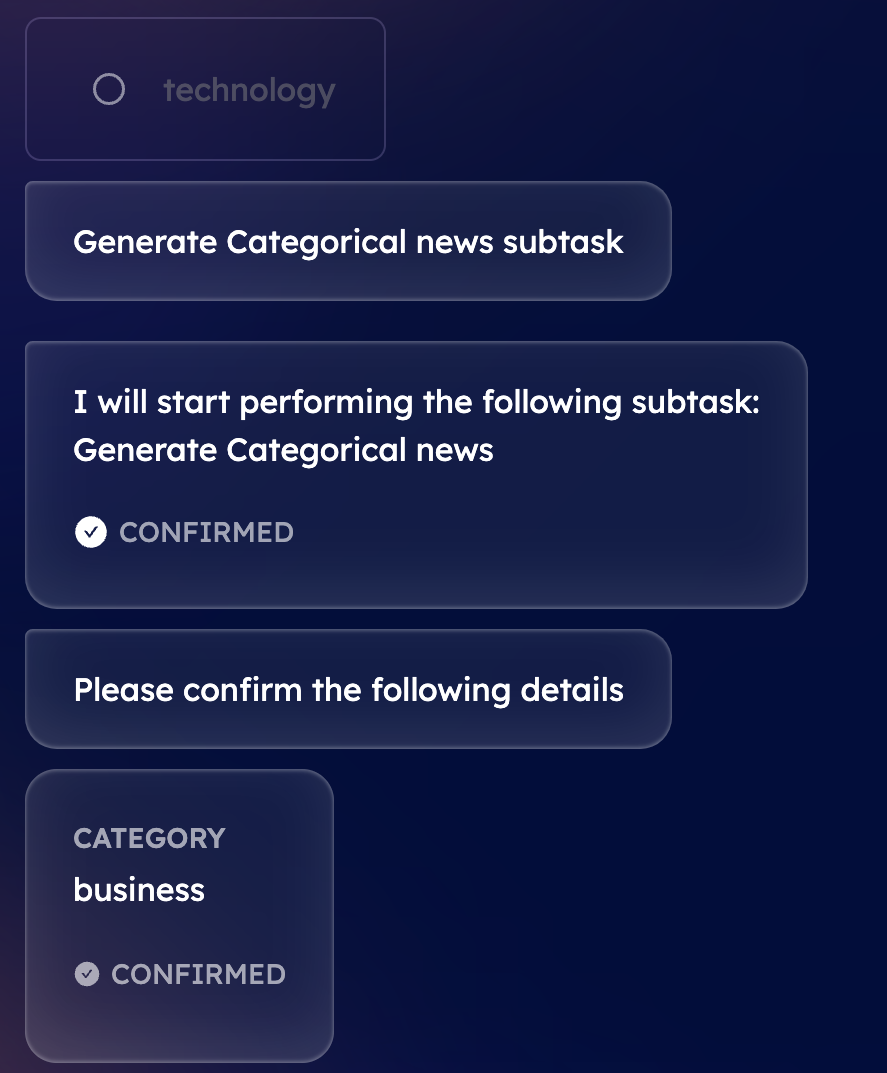 technology
Generate Categorical news subtask
I will start performing the following subtask:
Generate Categorical news
CONFIRMED
Please confirm the following details
CATEGORY
business
CONFIRMED